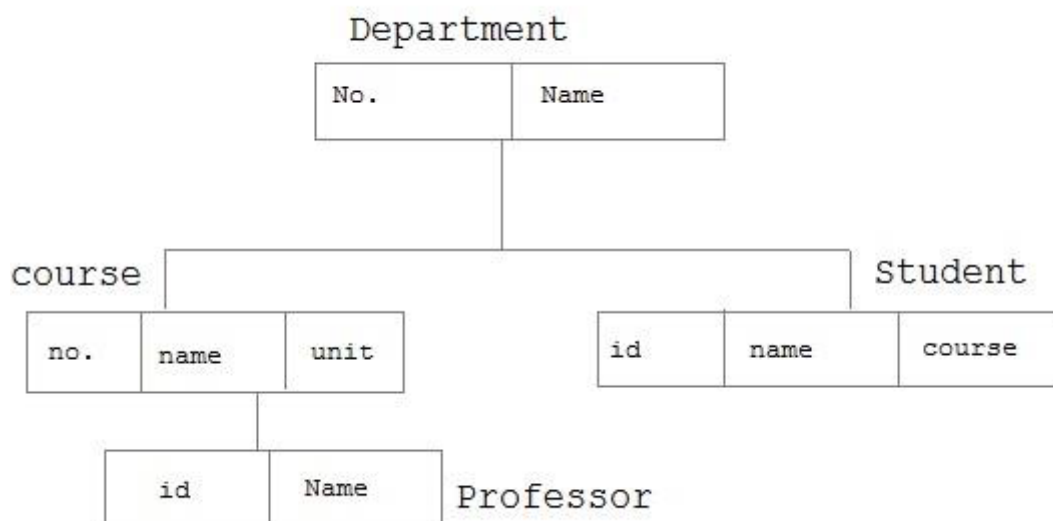 Department
No. Name
course
Student
no. name unit
id name course
id Name
Professor